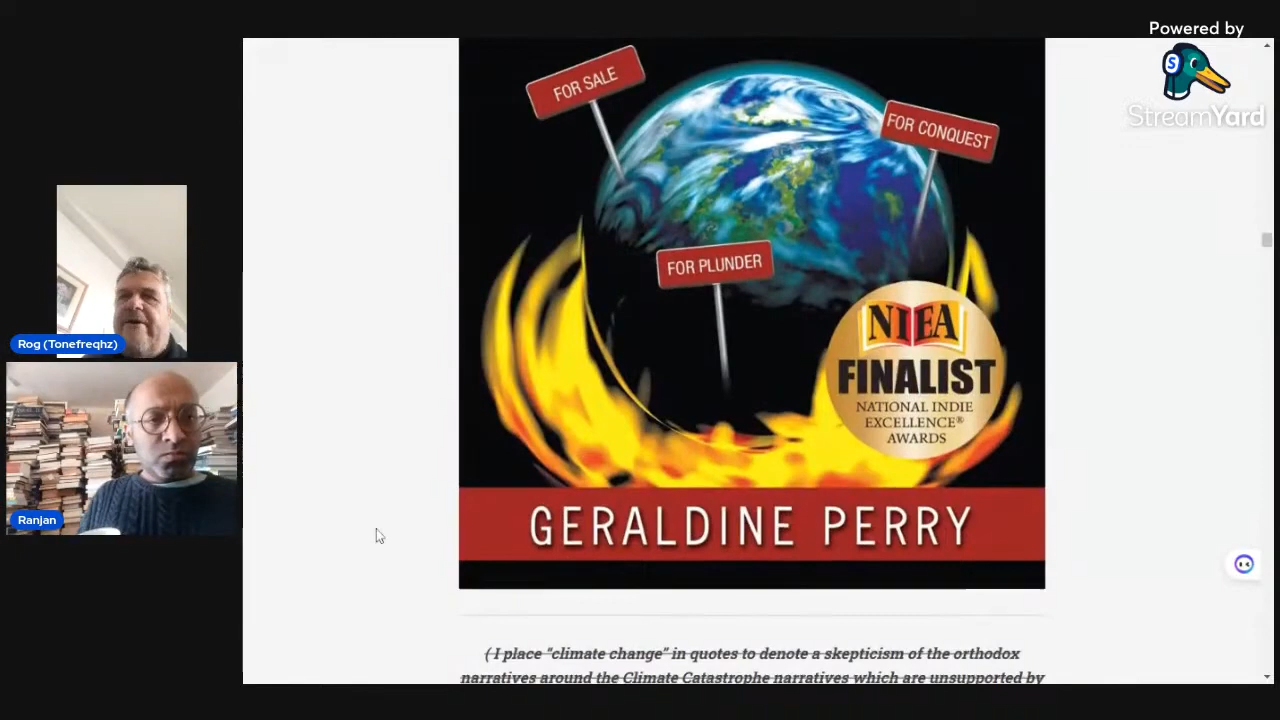 Powered by
StreamYard
FOR SALE
FOR CONQUEST
FOR PLUNDER
NIEA
FINALIST
NATIONAL INDIE
EXCELLENCE®
AWARDS
GERALDINE PERRY
Rog (Tonefreqhz)
Ranjan
( I place "climate change" in quotes to denote a skepticism of the orthodox
narratives around the Climate Catastrophe narratives which are unsupported by